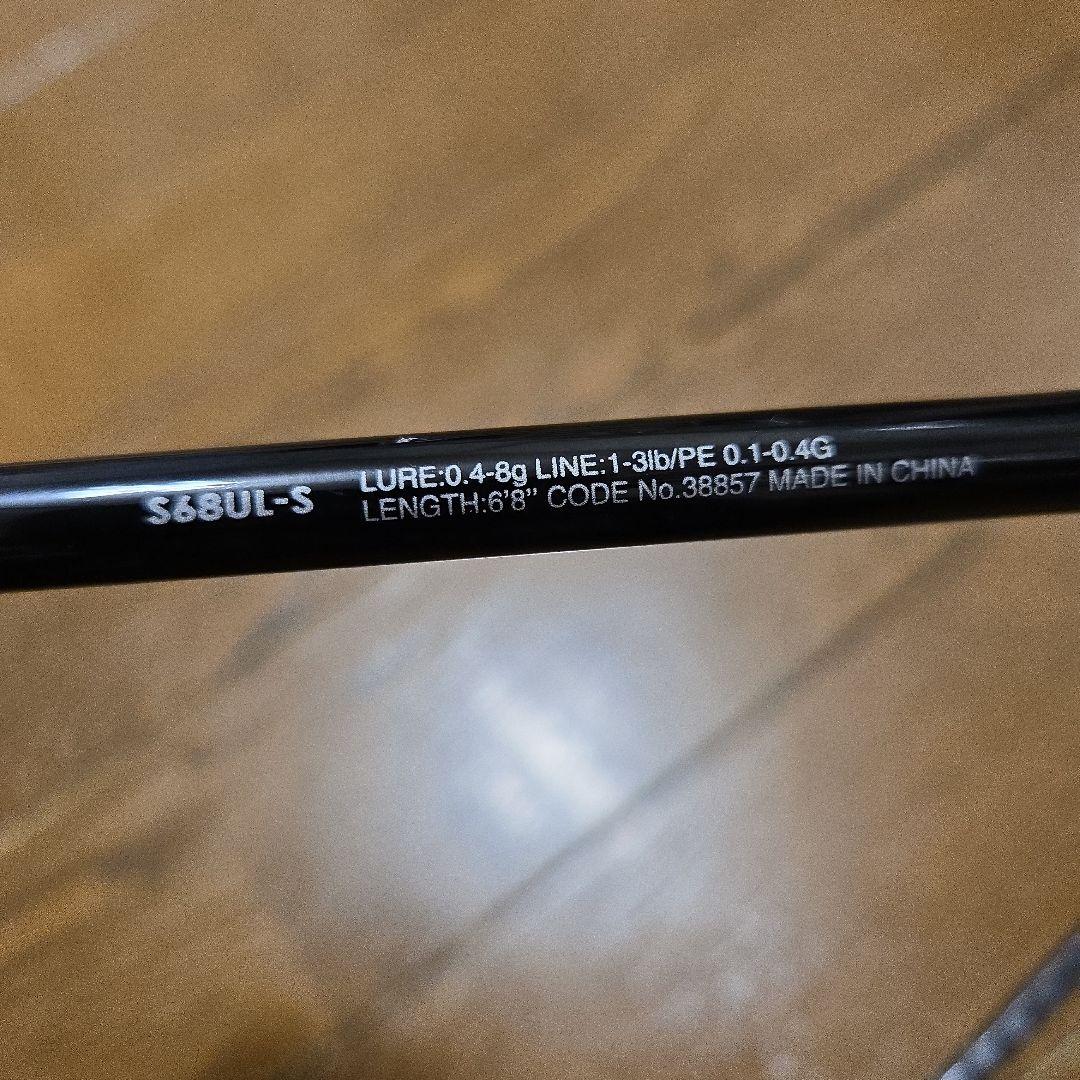 S68UL-S
LURE:0.4-8g LINE:1-3lb/PE 0.1-0.4G
LENGTH:6'8" CODE No.38857 MADE IN CHINA